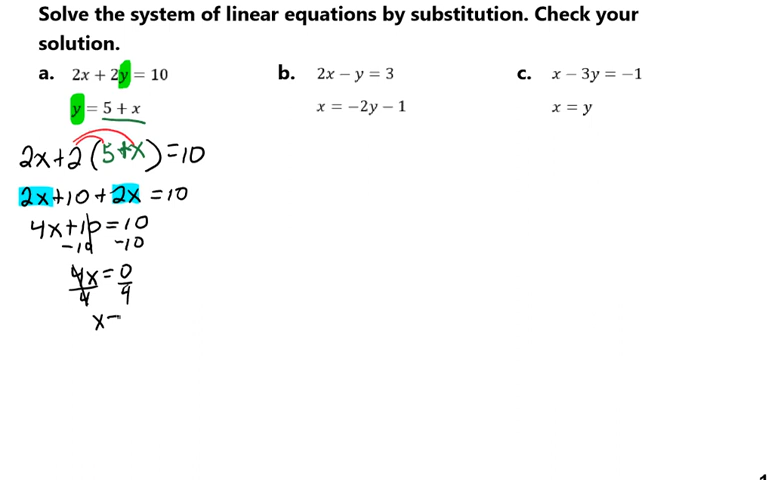 Solve the system of linear equations by substitution. Check your
solution.
a. 2x + 2y = 10
y = 5 + x
b. 2x − y = 3
x = −2y − 1
c. x − 3y = −1
x = y
2x+2(5+x)=10
2x+10+2x=10
4x+10=10
-10 -10
4x=0
4 4
x=